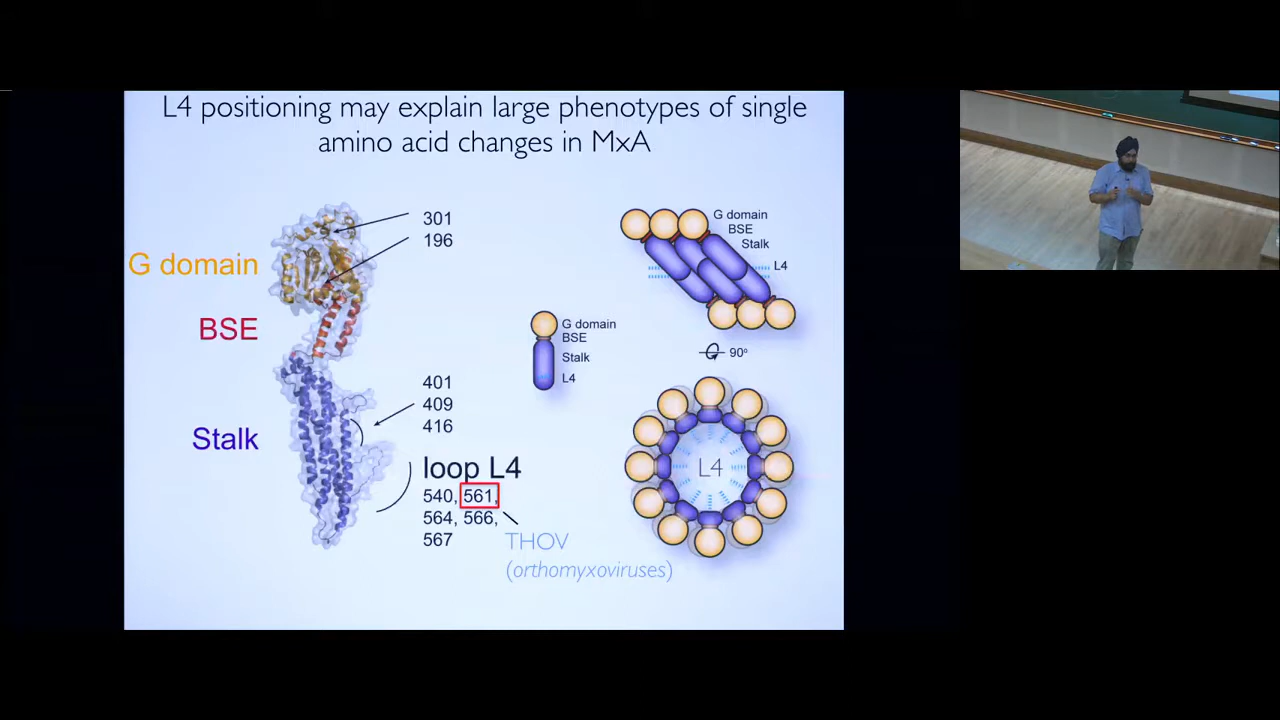 L4 positioning may explain large phenotypes of single
amino acid changes in MxA
G domain
BSE
Stalk
301
196
401
409
416
loop L4
540, 561,
564, 566,
567
THOV
(orthomyxoviruses)
G domain
BSE
Stalk
L4
G domain
BSE
Stalk
L4
90°
L4